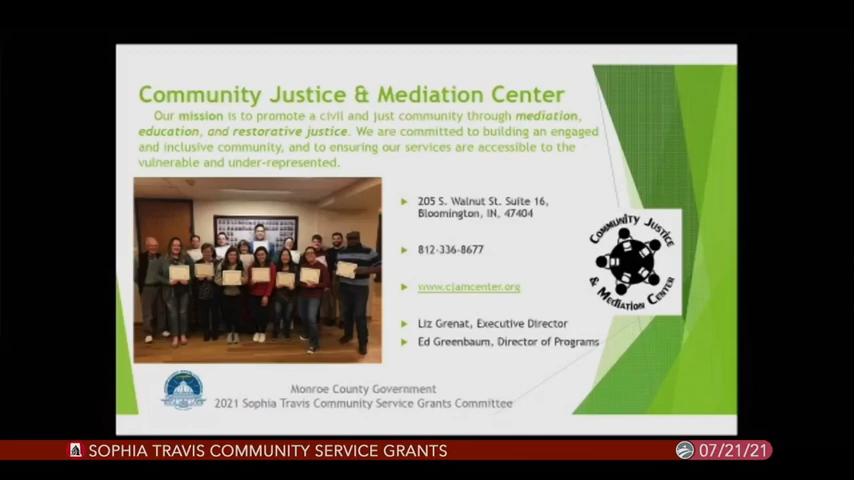 Community Justice & Mediation Center
Our mission is to promote a civil and just community through mediation,
education, and restorative justice. We are committed to building an engaged
and inclusive community, and to ensuring our services are accessible to the
vulnerable and under-represented.
205 S. Walnut St. Suite 16,
Bloomington, IN, 47404
812-336-8677
www.cjamcenter.org
Liz Grenat, Executive Director
Ed Greenbaum, Director of Programs
COMMUNITY JUSTICE
& MEDIATION CENTER
Monroe County Government
2021 Sophia Travis Community Service Grants Committee
SOPHIA TRAVIS COMMUNITY SERVICE GRANTS
07/21/21